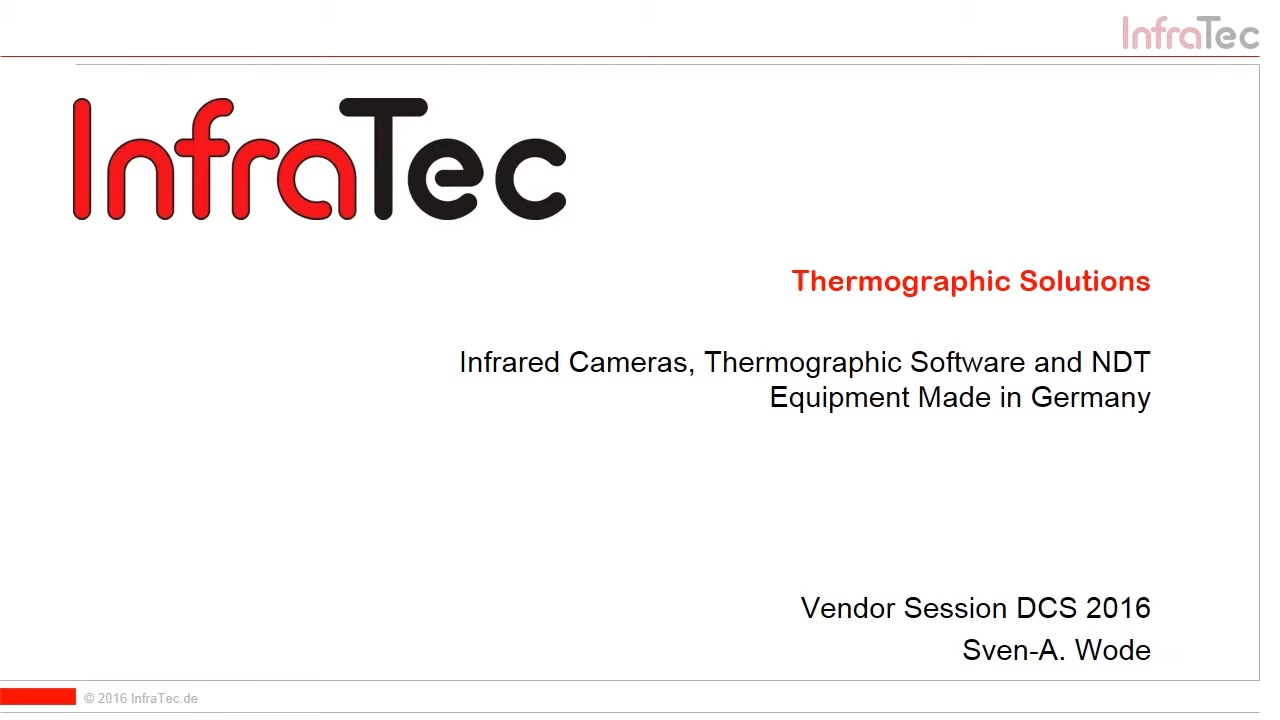 InfraTec
InfraTec
Thermographic Solutions
Infrared Cameras, Thermographic Software and NDT
Equipment Made in Germany
Vendor Session DCS 2016
Sven-A. Wode
© 2016 InfraTec.de